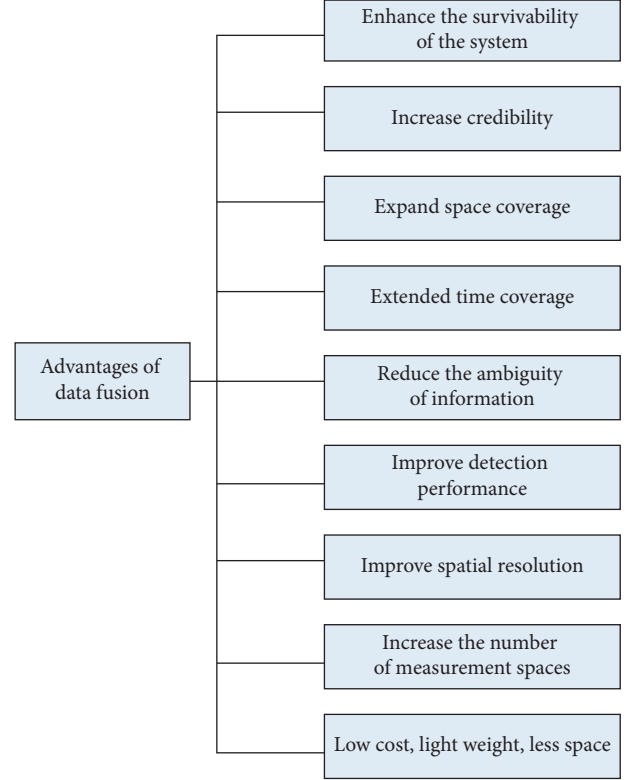 Enhance the survivability
of the system
Increase credibility
Expand space coverage
Extended time coverage
Advantages of
data fusion
Reduce the ambiguity
of information
Improve detection
performance
Improve spatial resolution
Increase the number
of measurement spaces
Low cost, light weight, less space